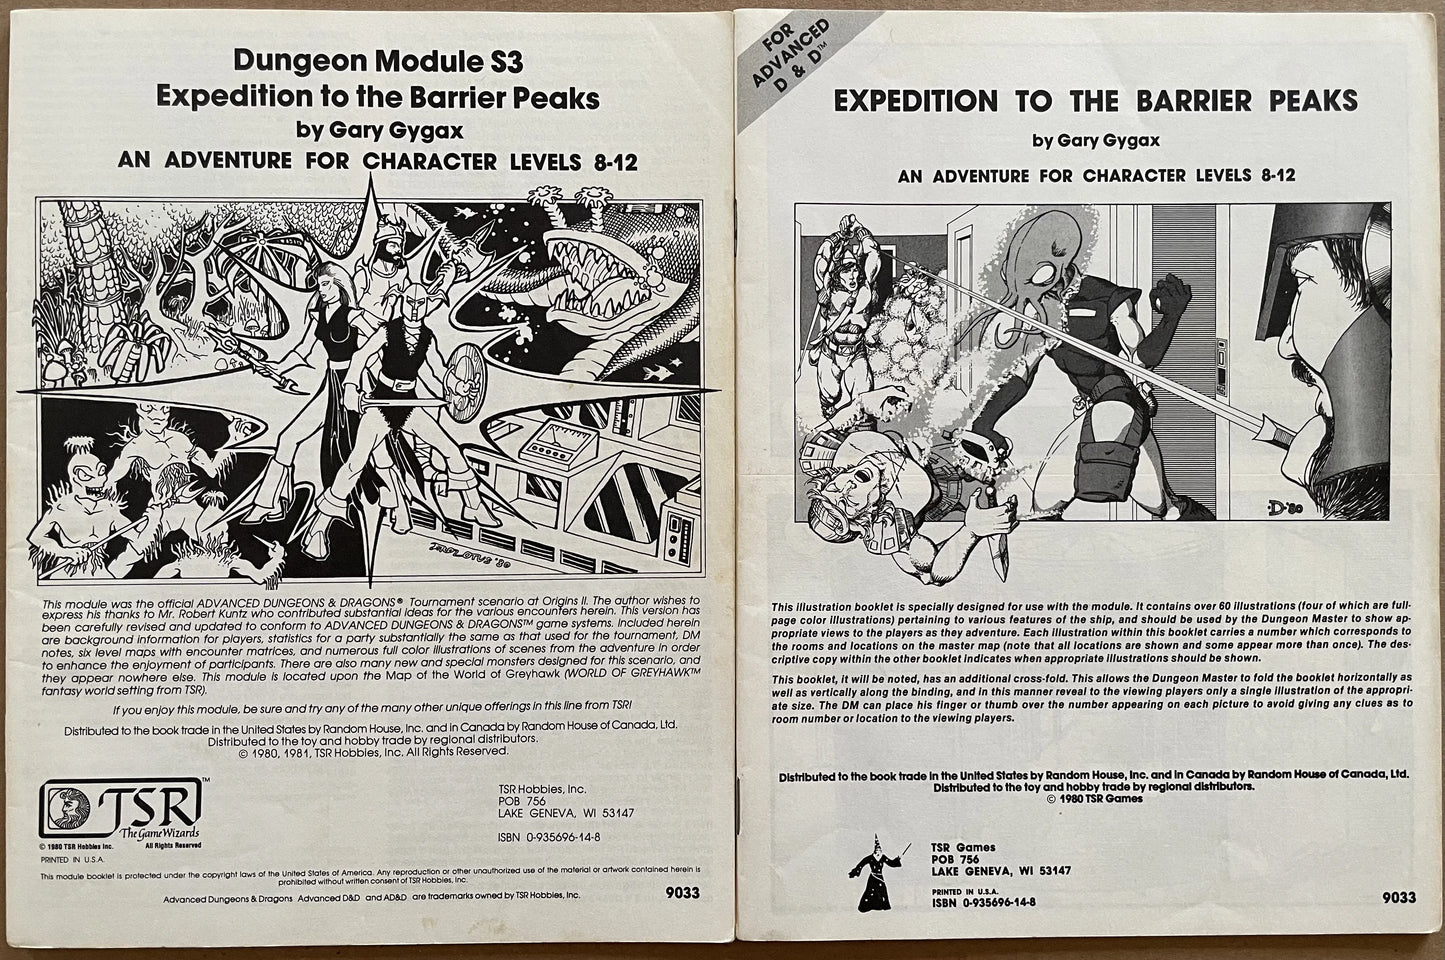 Dungeon Module S3
Expedition to the Barrier Peaks
by Gary Gygax
AN ADVENTURE FOR CHARACTER LEVELS 8-12
EROL OTUS '80
This module was the official ADVANCED DUNGEONS & DRAGONS® Tournament scenario at Origins II. The author wishes to
express his thanks to Mr. Robert Kuntz who contributed substantial ideas for the various encounters herein. This version has
been carefully revised and updated to conform to ADVANCED DUNGEONS & DRAGONS™ game systems. Included herein
are background information for players, statistics for a party substantially the same as that used for the tournament, DM
notes, six level maps with encounter matrices, and numerous full color illustrations of scenes from the adventure in order
to enhance the enjoyment of participants. There are also many new and special monsters designed for this scenario, and
they appear nowhere else. This module is located upon the Map of the World of Greyhawk (WORLD OF GREYHAWK™
fantasy world setting from TSR).
If you enjoy this module, be sure and try any of the many other unique offerings in this line from TSR!
Distributed to the book trade in the United States by Random House, Inc. and in Canada by Random House of Canada, Ltd.
Distributed to the toy and hobby trade by regional distributors.
© 1980, 1981, TSR Hobbies, Inc. All Rights Reserved.
TSR™
The Game Wizards
© 1980 TSR Hobbies Inc. All Rights Reserved
PRINTED IN U.S.A.
TSR Hobbies, Inc.
POB 756
LAKE GENEVA, WI 53147
ISBN 0-935696-14-8
This module booklet is protected under the copyright laws of the United States of America. Any reproduction or other unauthorized use of the material or artwork contained herein is
prohibited without written consent of TSR Hobbies, Inc.
Advanced Dungeons & Dragons Advanced D&D and AD&D are trademarks owned by TSR Hobbies, Inc.
9033
FOR
ADVANCED
D & D™
EXPEDITION TO THE BARRIER PEAKS
by Gary Gygax
AN ADVENTURE FOR CHARACTER LEVELS 8-12
·D·'80
This illustration booklet is specially designed for use with the module. It contains over 60 illustrations (four of which are full-
page color illustrations) pertaining to various features of the ship, and should be used by the Dungeon Master to show ap-
propriate views to the players as they adventure. Each illustration within this booklet carries a number which corresponds to
the rooms and locations on the master map (note that all locations are shown and some appear more than once). The des-
criptive copy within the other booklet indicates when appropriate illustrations should be shown.
This booklet, it will be noted, has an additional cross-fold. This allows the Dungeon Master to fold the booklet horizontally as
well as vertically along the binding, and in this manner reveal to the viewing players only a single illustration of the appropri-
ate size. The DM can place his finger or thumb over the number appearing on each picture to avoid giving any clues as to
room number or location to the viewing players.
Distributed to the book trade in the United States by Random House, Inc. and in Canada by Random House of Canada, Ltd.
Distributed to the toy and hobby trade by regional distributors.
© 1980 TSR Games
TSR Games
POB 756
LAKE GENEVA, WI 53147
PRINTED IN U.S.A.
ISBN 0-935696-14-8
9033